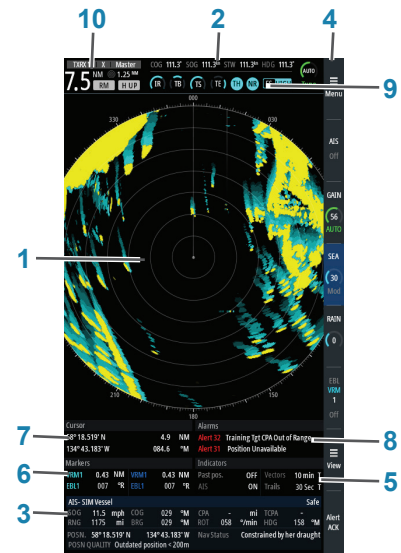 10 2 4
TXRX 1 X Master COG 111.3° SOG 111.3 STW 111.3 HDG 111.3°
7.5 NM 1.25 NM AUTO
RM H UP IR TB TS TE TH NR
9
Menu
000
330 030
AIS
Off
GAIN
56
AUTO
SEA
1
30
Mod
RAIN
0
210 150
180
EBL
VRM
1
Off
Cursor Alarms
7 58° 18.519' N 4.9 NM Alert 32 Training Tgt CPA Out of Range 8
134° 43.183' W 084.6 °M Alert 31 Position Unavailable
Markers Indicators
View
6 VRM1 0.43 NM VRM1 0.43 NM Past pos. OFF Vectors 10 min T 5
EBL1 007 °R EBL1 007 °R AIS ON Trails 30 Sec T
AIS- SIM Vessel Safe
3 SOG 11.5 mph COG 029 °M CPA - mi TCPA -
RNG 1175 mi BRG 029 °M ROT 058 °/min HDG 158 °M
Alert
ACK
POSN. 58° 18.519' N 134° 43.183' W Nav Status Constrained by her draught
POSN QUALITY Outdated position < 200m